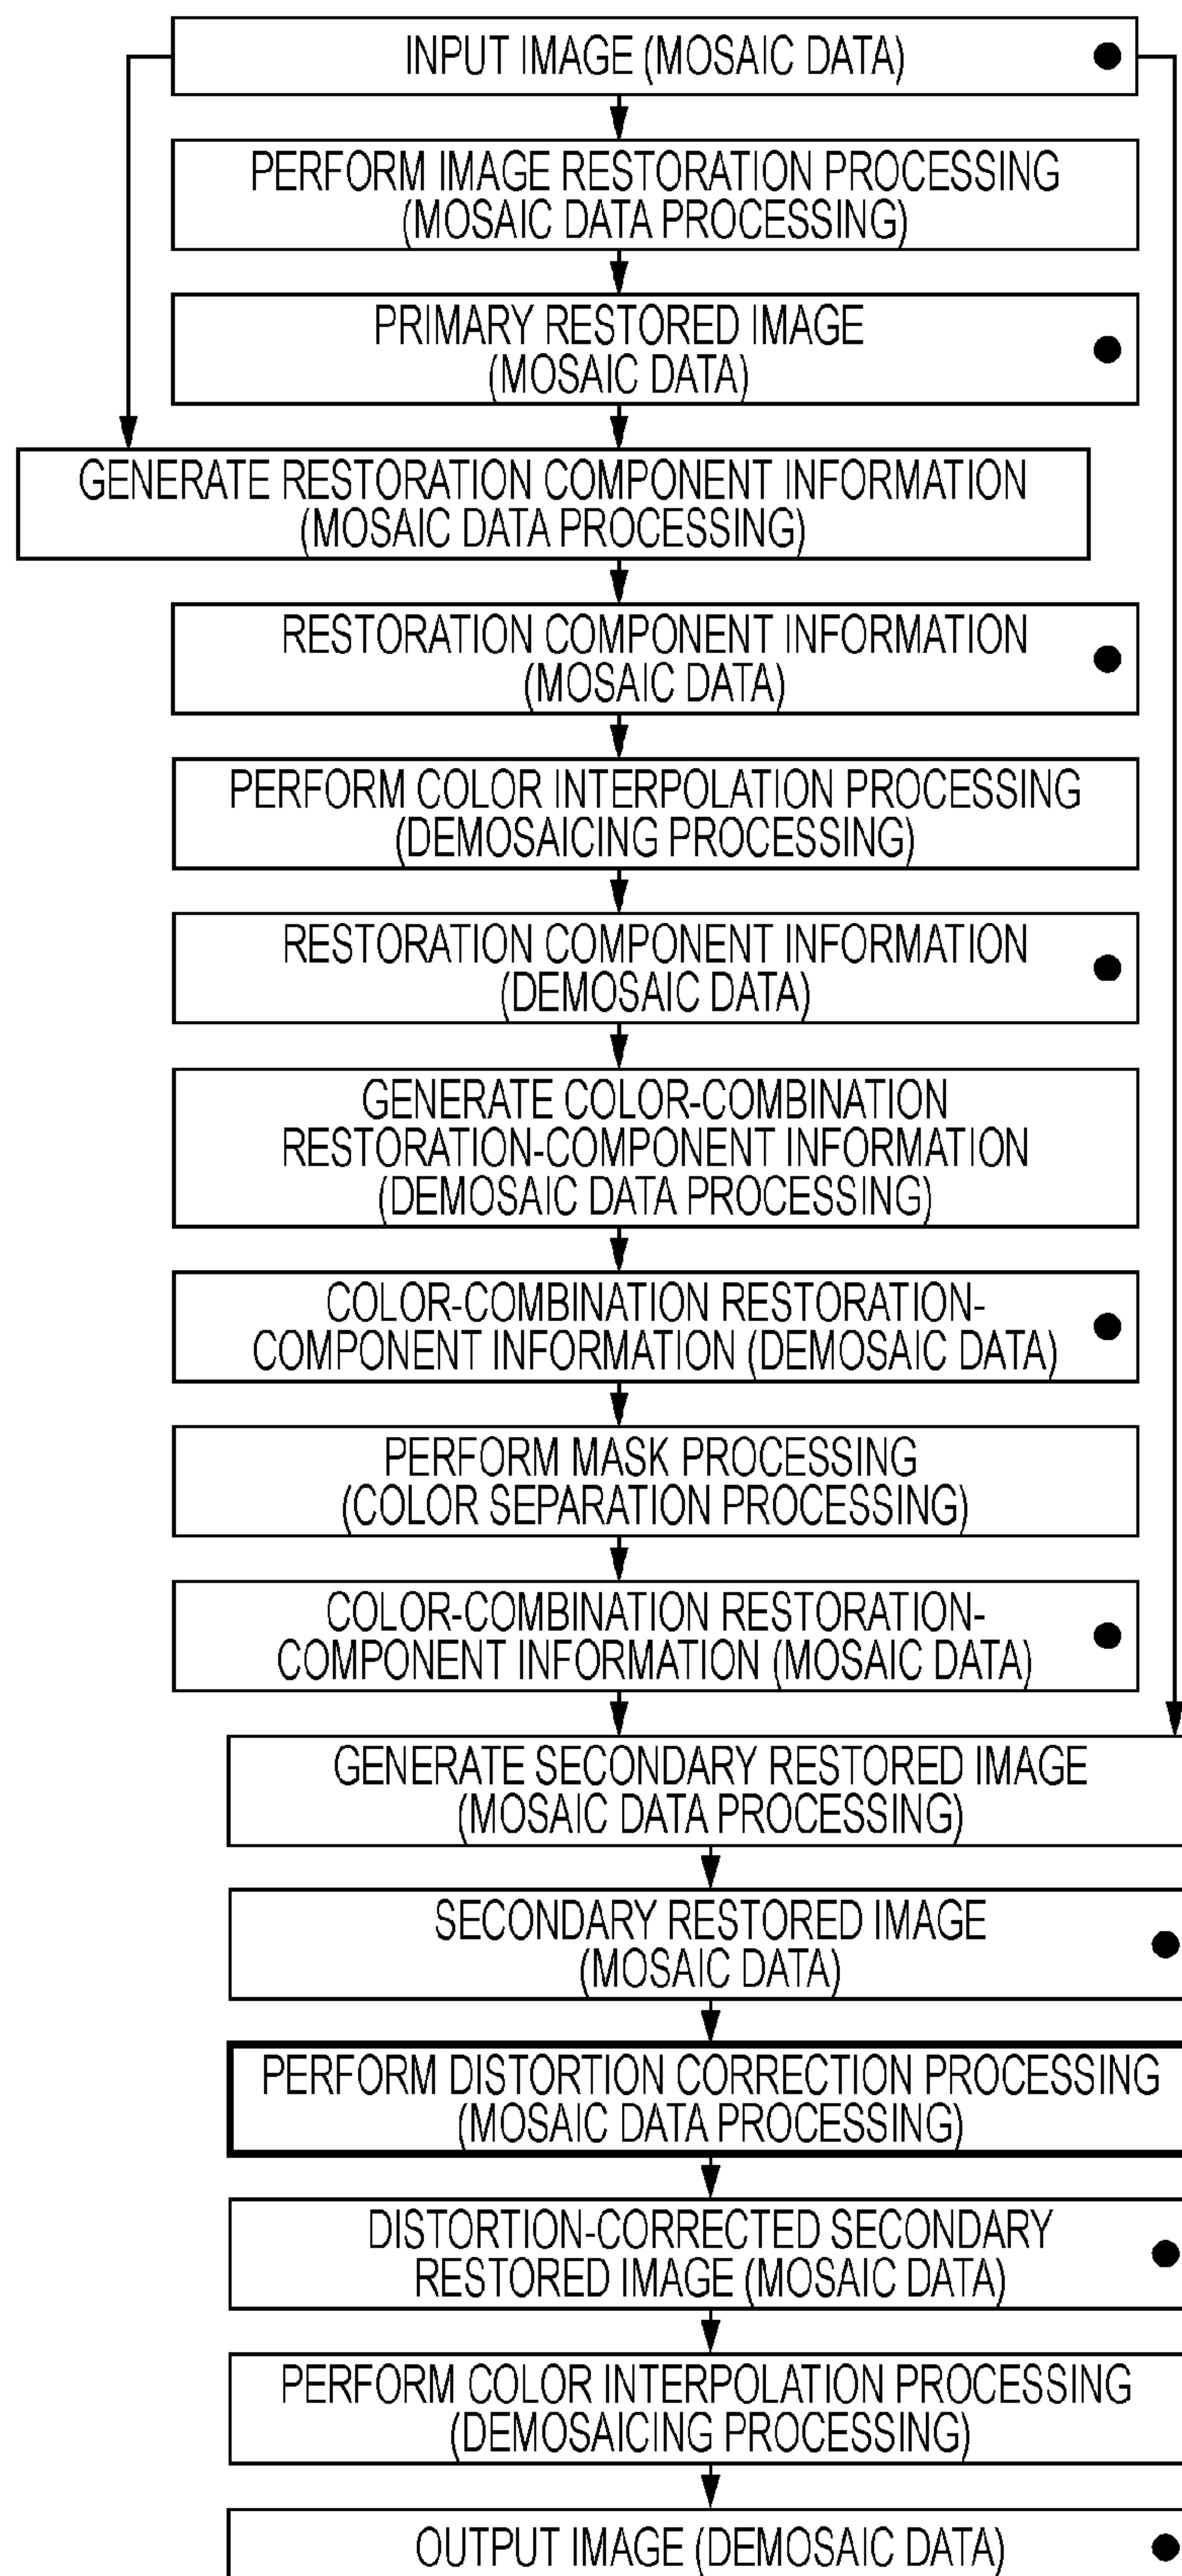 INPUT IMAGE (MOSAIC DATA)
PERFORM IMAGE RESTORATION PROCESSING
(MOSAIC DATA PROCESSING)
PRIMARY RESTORED IMAGE
(MOSAIC DATA)
GENERATE RESTORATION COMPONENT INFORMATION
(MOSAIC DATA PROCESSING)
RESTORATION COMPONENT INFORMATION
(MOSAIC DATA)
PERFORM COLOR INTERPOLATION PROCESSING
(DEMOSAICING PROCESSING)
RESTORATION COMPONENT INFORMATION
(DEMOSAIC DATA)
GENERATE COLOR-COMBINATION
RESTORATION-COMPONENT INFORMATION
(DEMOSAIC DATA PROCESSING)
COLOR-COMBINATION RESTORATION-
COMPONENT INFORMATION (DEMOSAIC DATA)
PERFORM MASK PROCESSING
(COLOR SEPARATION PROCESSING)
COLOR-COMBINATION RESTORATION-
COMPONENT INFORMATION (MOSAIC DATA)
GENERATE SECONDARY RESTORED IMAGE
(MOSAIC DATA PROCESSING)
SECONDARY RESTORED IMAGE
(MOSAIC DATA)
PERFORM DISTORTION CORRECTION PROCESSING
(MOSAIC DATA PROCESSING)
DISTORTION-CORRECTED SECONDARY
RESTORED IMAGE (MOSAIC DATA)
PERFORM COLOR INTERPOLATION PROCESSING
(DEMOSAICING PROCESSING)
OUTPUT IMAGE (DEMOSAIC DATA)